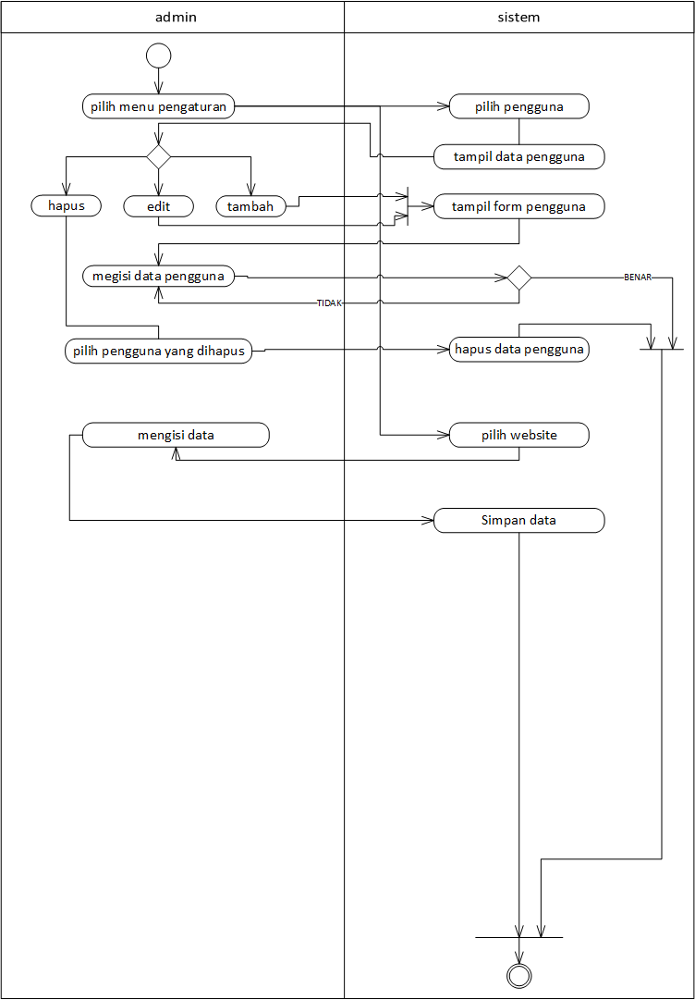 admin
sistem
pilih menu pengaturan
pilih pengguna
tampil data pengguna
hapus
edit
tambah
tampil form pengguna
megisi data pengguna
BENAR
TIDAK
pilih pengguna yang dihapus
hapus data pengguna
mengisi data
pilih website
Simpan data